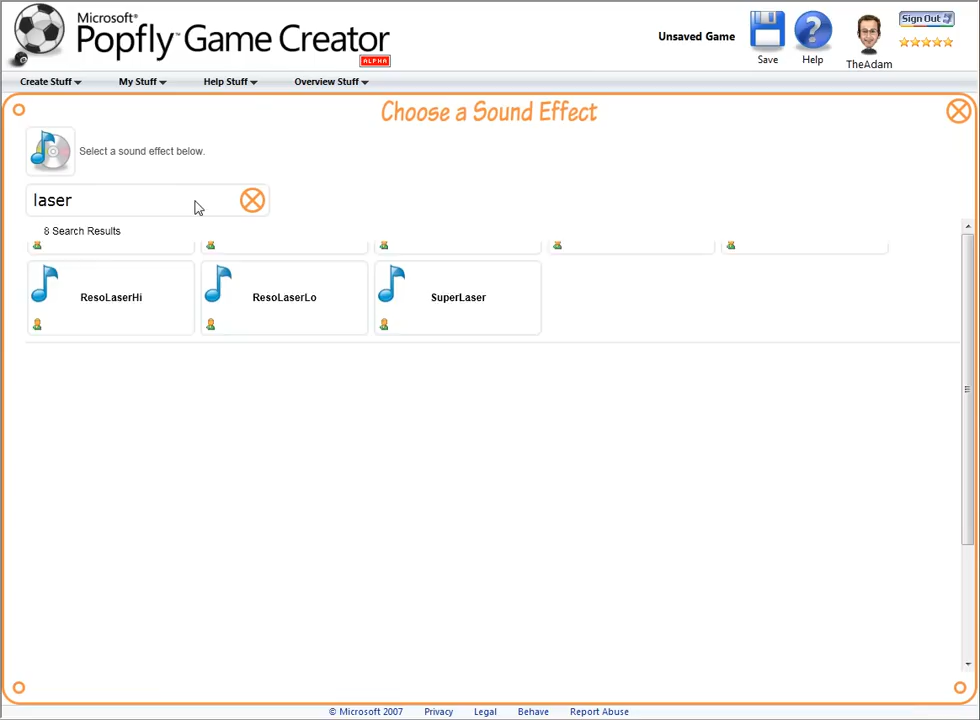 Microsoft®
Popfly™ Game Creator
ALPHA
Unsaved Game
Save
Help
TheAdam
Sign Out
Create Stuff
My Stuff
Help Stuff
Overview Stuff
Choose a Sound Effect
Select a sound effect below.
laser
8 Search Results
ResoLaserHi
ResoLaserLo
SuperLaser
© Microsoft 2007
Privacy
Legal
Behave
Report Abuse